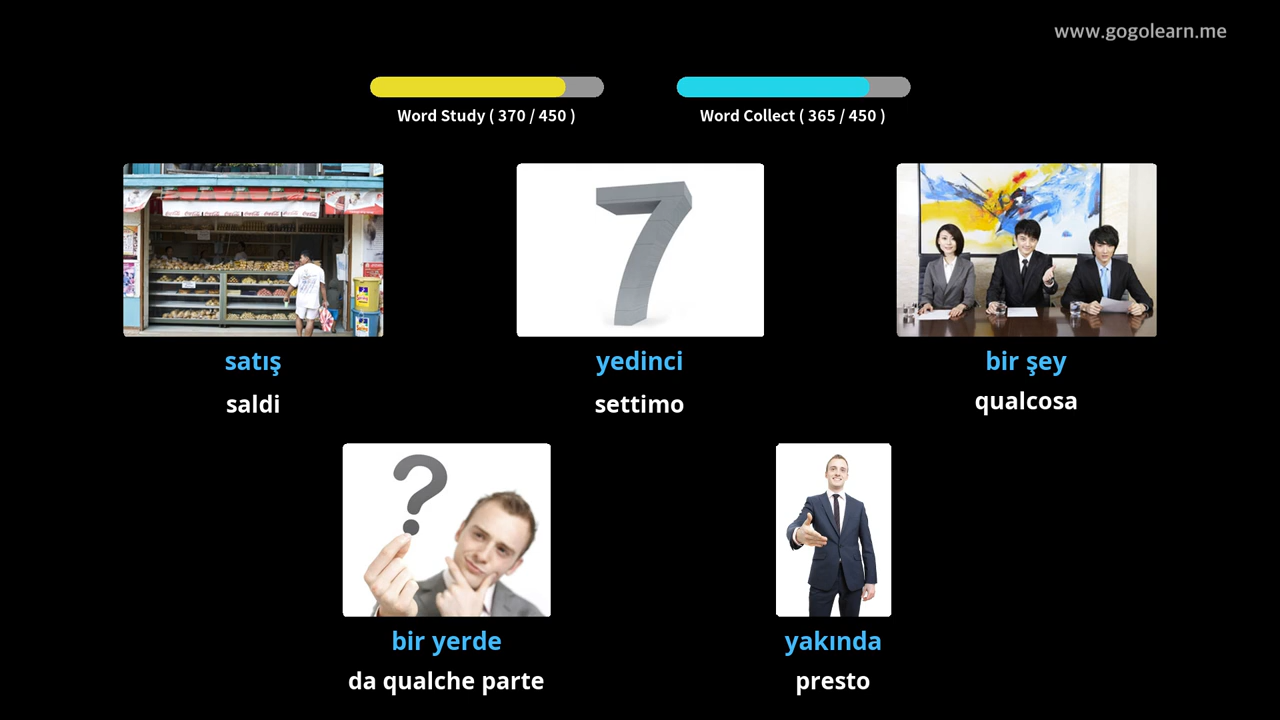 www.gogolearn.me
Word Study ( 370 / 450 )
Word Collect ( 365 / 450 )
7
satış
yedinci
bir şey
saldi
settimo
qualcosa
?
bir yerde
yakında
da qualche parte
presto